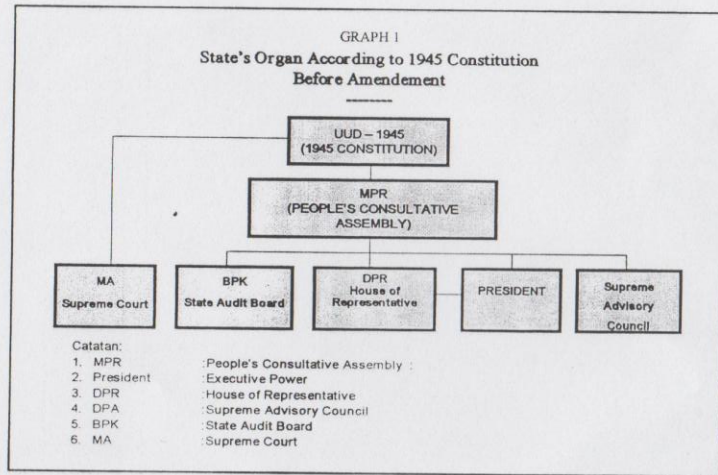 GRAPH 1
State's Organ According to 1945 Constitution
Before Amendement
UUD – 1945
(1945 CONSTITUTION)
MPR
(PEOPLE'S CONSULTATIVE
ASSEMBLY)
MA
Supreme Court
BPK
State Audit Board
DPR
House of
Representative
PRESIDENT
Supreme
Advisory
Council
Catatan:
1. MPR :People's Consultative Assembly :
2. President :Executive Power
3. DPR :House of Representative
4. DPA :Supreme Advisory Council
5. BPK :State Audit Board
6. MA :Supreme Court